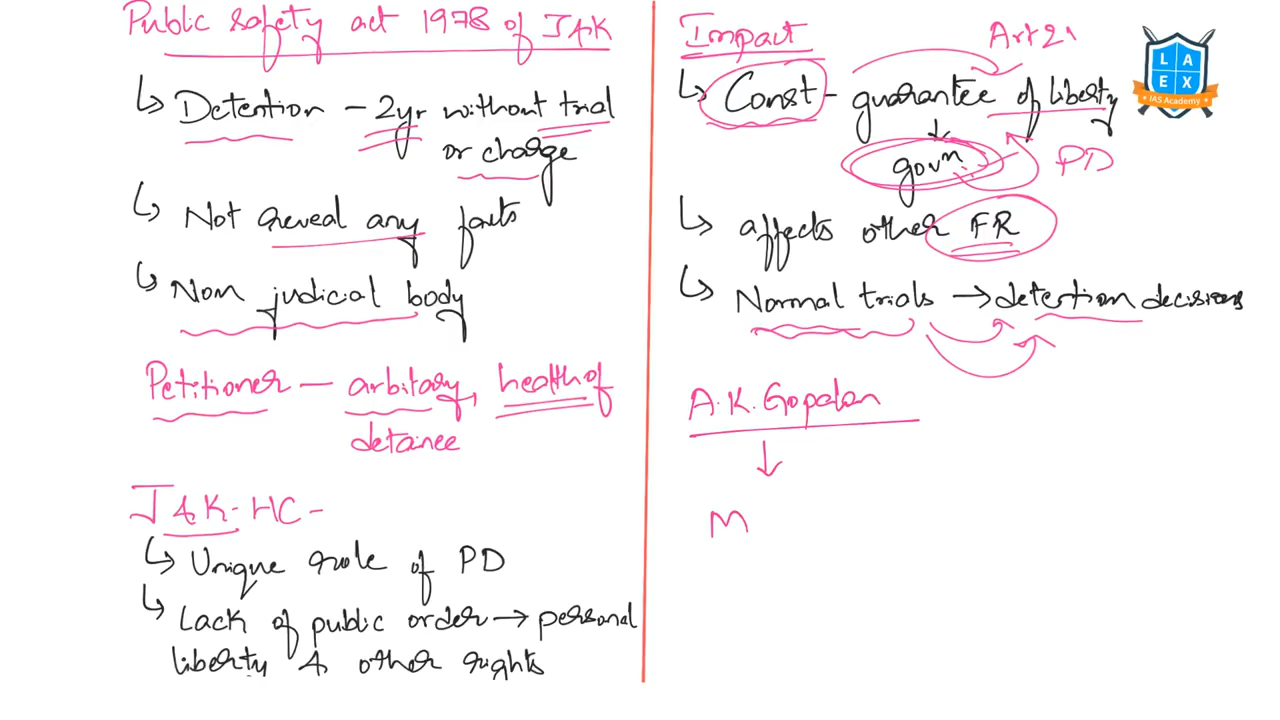 Public Safety act 1978 of J&K
Detention - 2yr without trial
or charge
Not reveal any facts
Non judicial body
Petitioner - arbitary, health of
detainee
J&K-HC-
Unique role of PD
Lack of public order → personal
liberty & other rights
Impact
Art 21
Const - guarantee of liberty
govn. PD
affects other FR
Normal trials → detention decisions
A.K.Gopalan
↓
M
L A
E X
IAS Academy